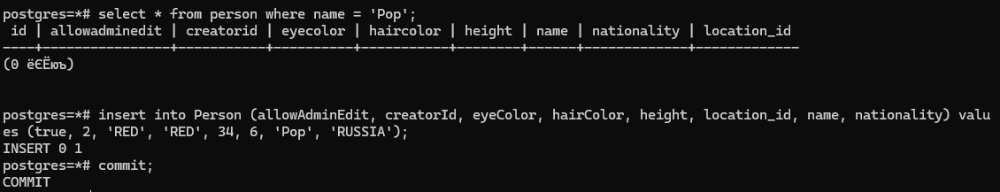 postgres=*# select * from person where name = 'Pop';
 id | allowadminedit | creatorid | eyecolor | haircolor | height | name | nationality | location_id
----+----------------+-----------+----------+-----------+--------+------+-------------+-------------
(0 ёЄЁюъ)
postgres=*# insert into Person (allowAdminEdit, creatorId, eyeColor, hairColor, height, location_id, name, nationality) valu
es (true, 2, 'RED', 'RED', 34, 6, 'Pop', 'RUSSIA');
INSERT 0 1
postgres=*# commit;
COMMIT